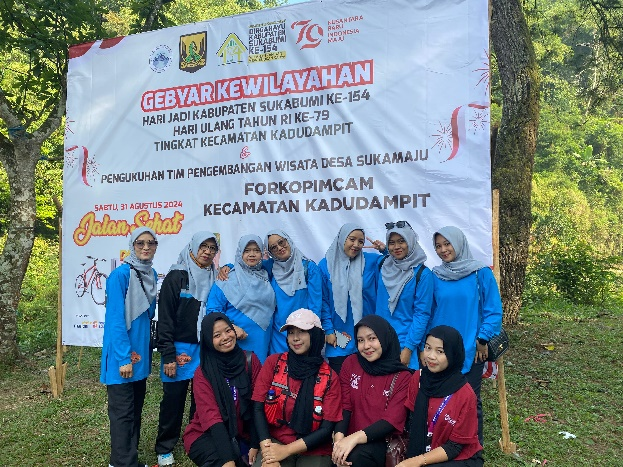 DIRGAHAYU
KABUPATEN
SUKABUMI
KE-154
79
NUSANTARA
BARU
INDONESIA
MAJU
GEBYAR KEWILAYAHAN
HARI JADI KABUPATEN SUKABUMI KE-154
HARI ULANG TAHUN RI KE-79
TINGKAT KECAMATAN KADUDAMPIT
PENGUKUHAN TIM PENGEMBANGAN WISATA DESA SUKAMAJU
FORKOPIMCAM
KECAMATAN KADUDAMPIT
SABTU, 31 AGUSTUS 2024
Jalan Sehat